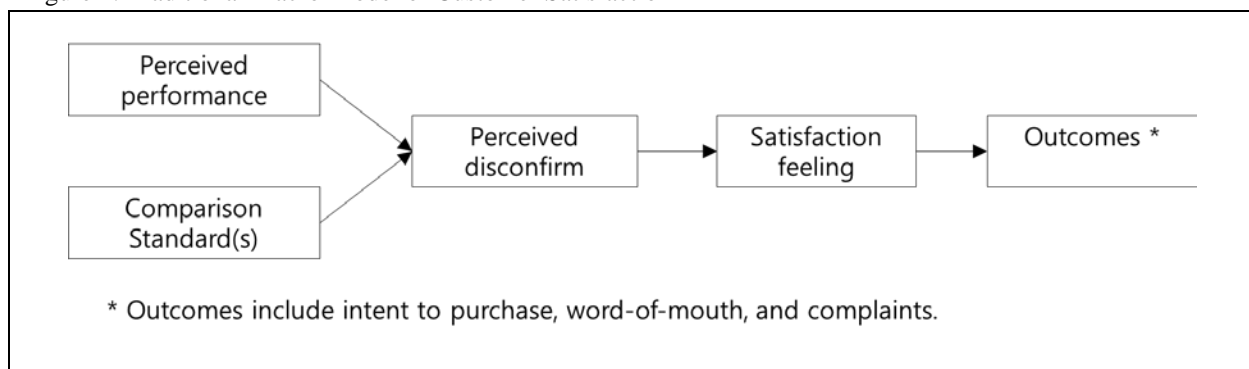 Perceived
performance
Comparison
Standard(s)
Perceived
disconfirm
Satisfaction
feeling
Outcomes *
* Outcomes include intent to purchase, word-of-mouth, and complaints.